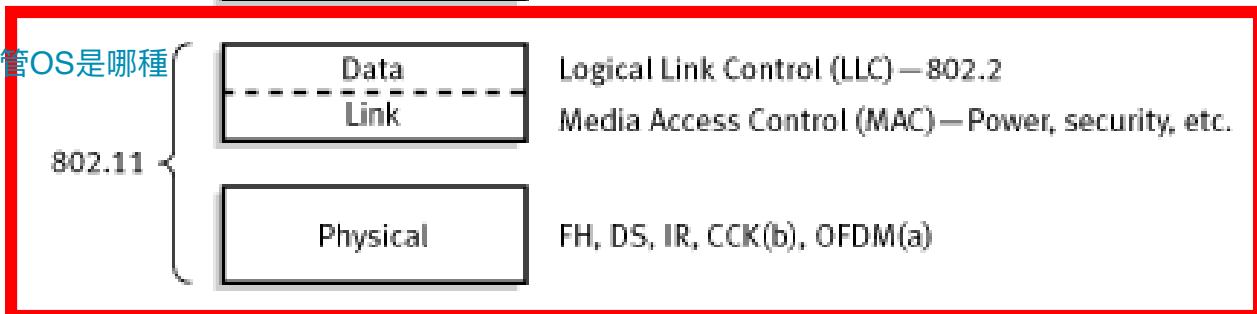 管OS是哪種
Data
Logical Link Control (LLC)—802.2
Link
Media Access Control (MAC)—Power, security, etc.
802.11
Physical
FH, DS, IR, CCK(b), OFDM(a)